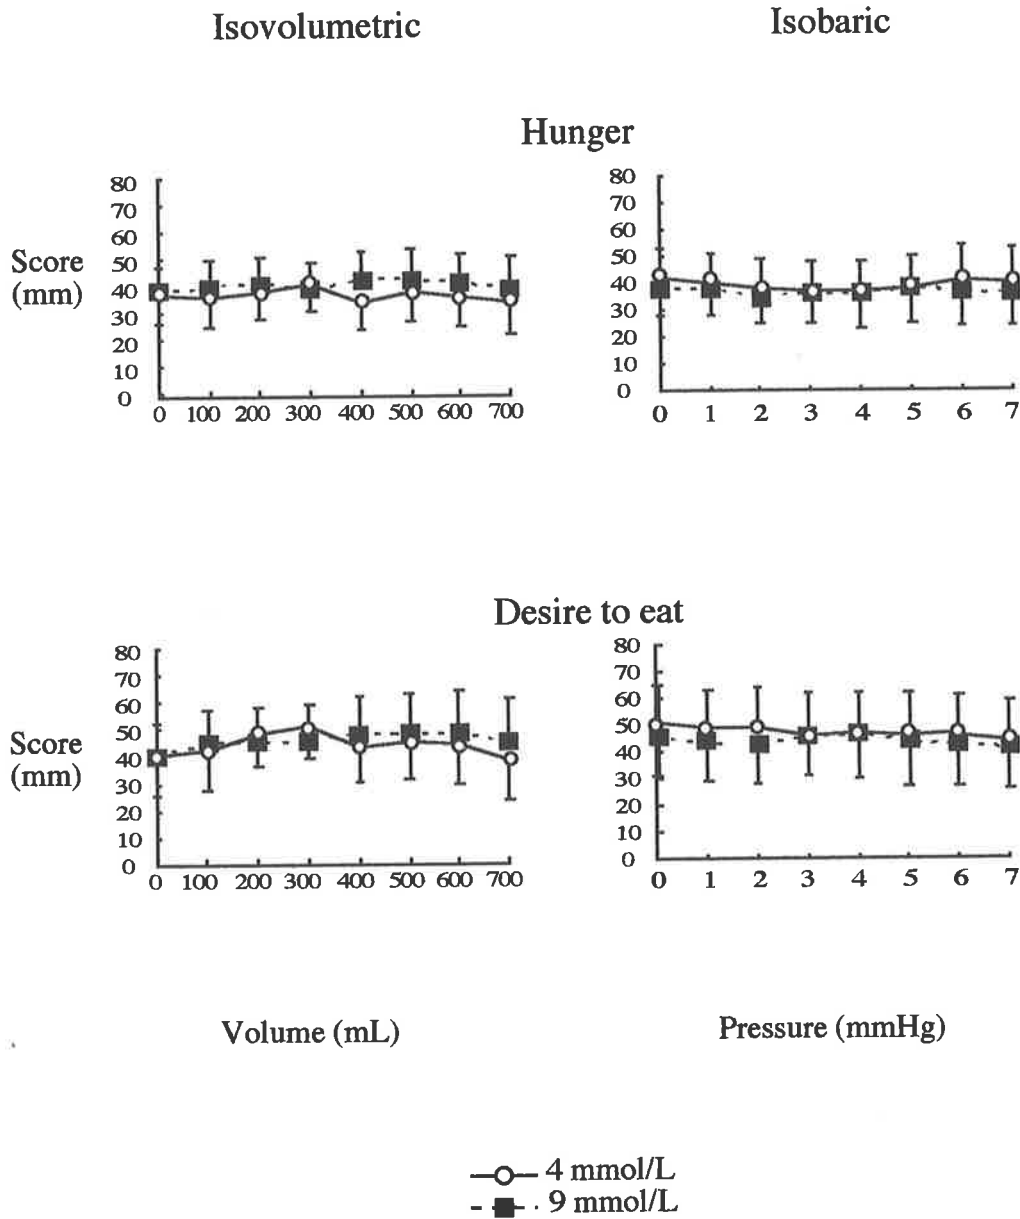 Isovolumetric Isobaric
Hunger
80 80
70 70
60 60
50 50
40 40
30 30
20 20
10 10
0 0
Score
(mm)
0 100 200 300 400 500 600 700 0 1 2 3 4 5 6 7
Desire to eat
80 80
70 70
60 60
50 50
40 40
30 30
20 20
10 10
0 0
Score
(mm)
0 100 200 300 400 500 600 700 0 1 2 3 4 5 6 7
Volume (mL) Pressure (mmHg)
4 mmol/L
9 mmol/L